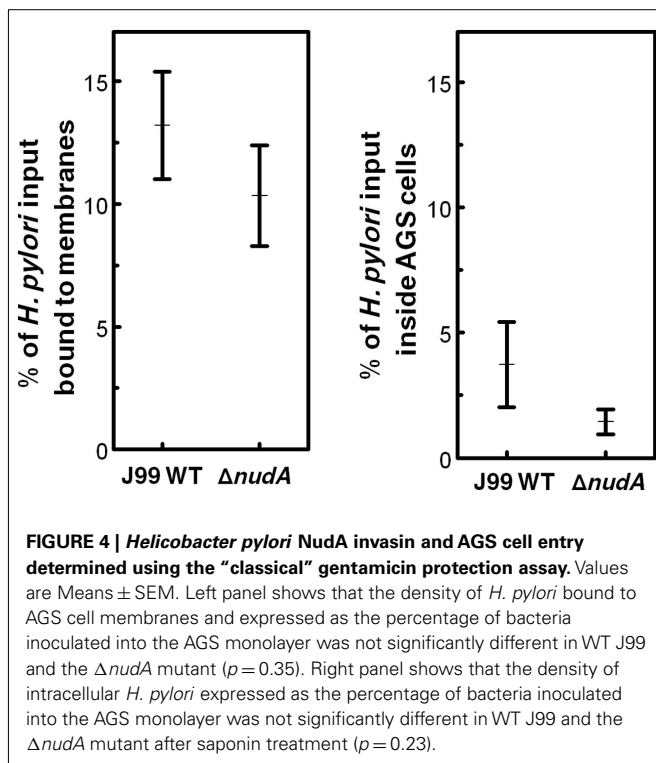 % of H. pylori input
bound to membranes
15
10
5
0
J99 WT ΔnudA
% of H. pylori input
inside AGS cells
15
10
5
0
J99 WT ΔnudA
FIGURE 4 | Helicobacter pylori NudA invasin and AGS cell entry
determined using the “classical” gentamicin protection assay. Values
are Means ± SEM. Left panel shows that the density of H. pylori bound to
AGS cell membranes and expressed as the percentage of bacteria
inoculated into the AGS monolayer was not significantly different in WT J99
and the ΔnudA mutant (p = 0.35). Right panel shows that the density of
intracellular H. pylori expressed as the percentage of bacteria inoculated
into the AGS monolayer was not significantly different in WT J99 and the
ΔnudA mutant after saponin treatment (p = 0.23).